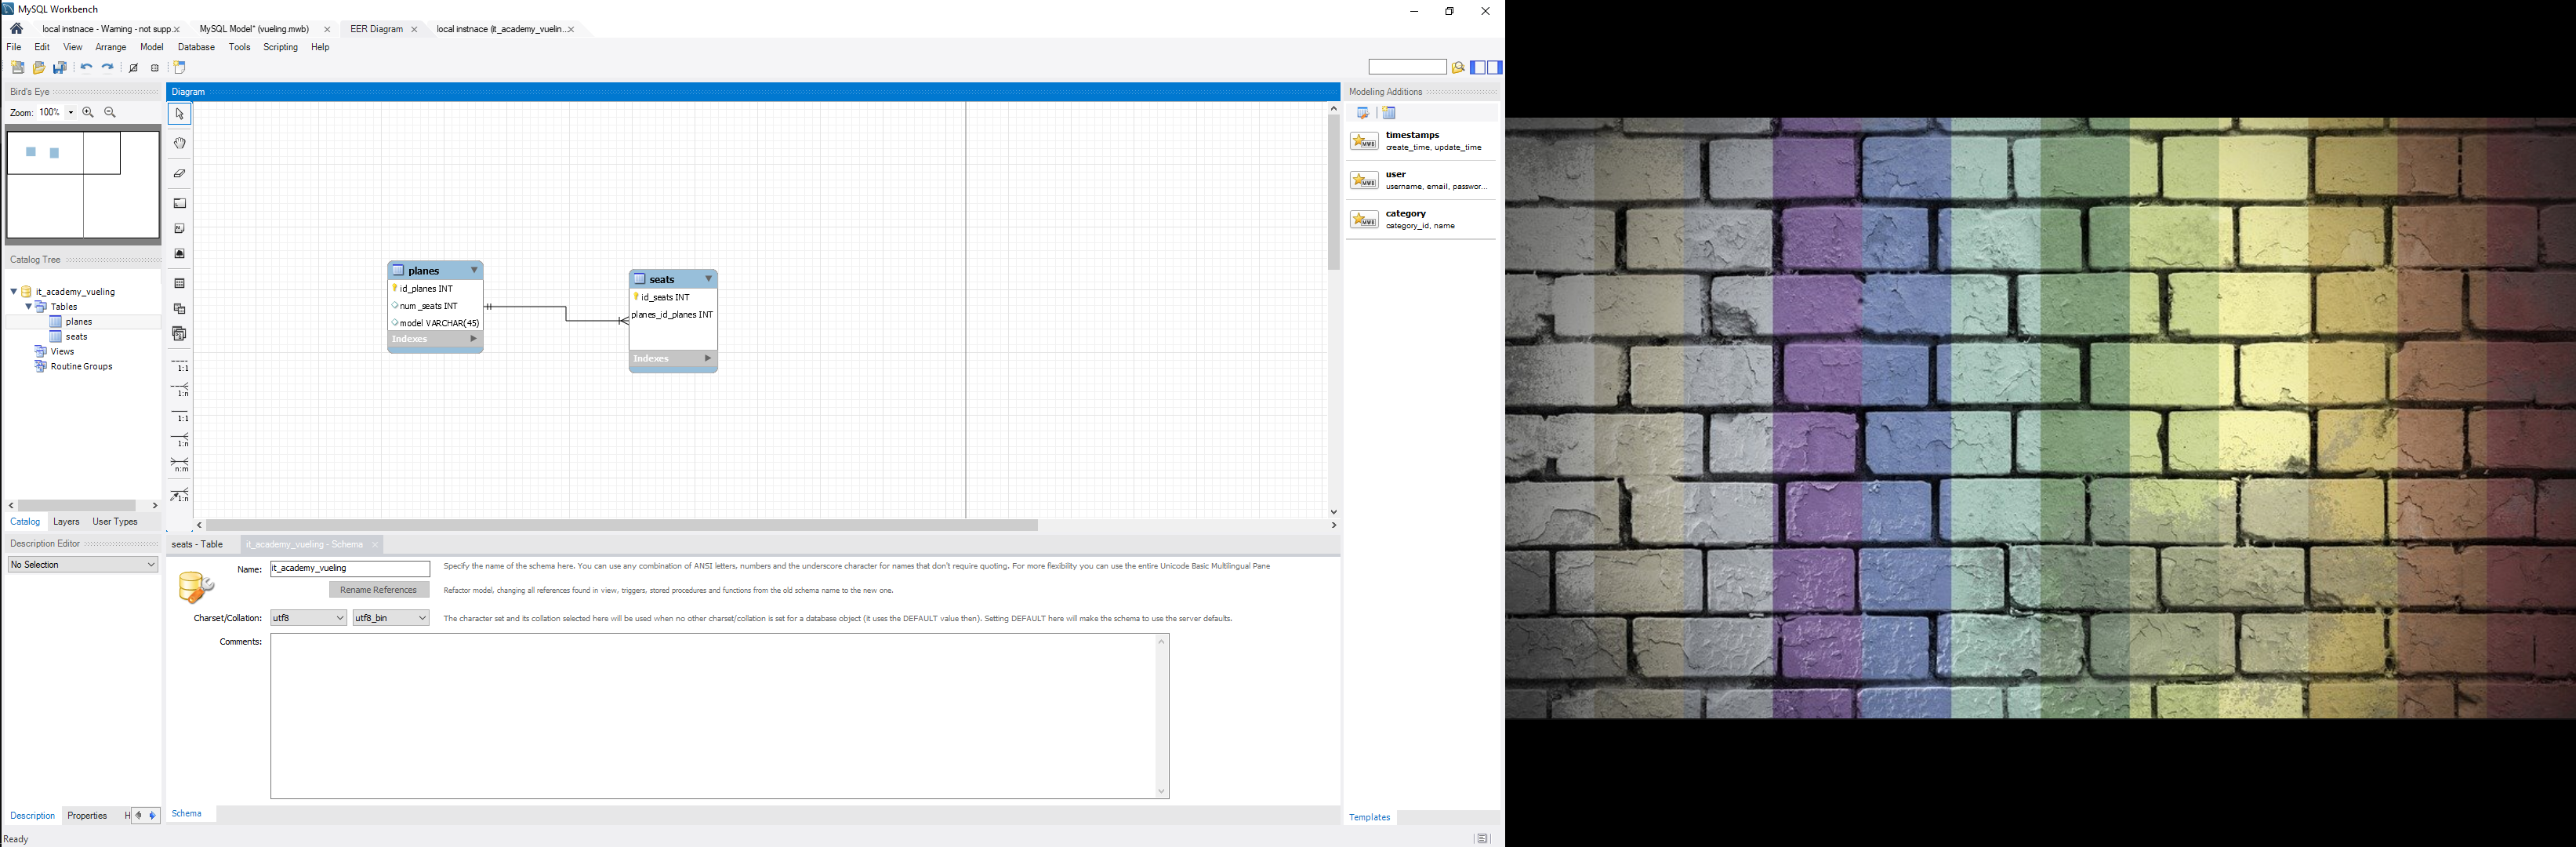 MySQL Workbench
local instnace - Warning - not supp...
MySQL Model* (vueling.mwb)
EER Diagram
local instnace (it_academy_vuelin...
File Edit View Arrange Model Database Tools Scripting Help
Bird's Eye
Zoom: 100%
Catalog Tree
it_academy_vueling
Tables
planes
seats
Views
Routine Groups
Catalog Layers User Types
Description Editor
No Selection
Description Properties H
Ready
Diagram
1:1
1:n
1:1
1:n
n:m
1:n
planes
id_planes INT
num _seats INT
model VARCHAR(45)
Indexes
seats
id_seats INT
planes_id_planes INT
Indexes
seats - Table
it_academy_vueling - Schema
Name: it_academy_vueling
Specify the name of the schema here. You can use any combination of ANSI letters, numbers and the underscore character for names that don't require quoting. For more flexibility you can use the entire Unicode Basic Multilingual Pane
Rename References
Refactor model, changing all references found in view, triggers, stored procedures and functions from the old schema name to the new one.
Charset/Collation: utf8 utf8_bin
The character set and its collation selected here will be used when no other charset/collation is set for a database object (it uses the DEFAULT value then). Setting DEFAULT here will make the schema to use the server defaults.
Comments:
Schema
Modeling Additions
timestamps
create_time, update_time
user
username, email, passwor...
category
category_id, name
Templates